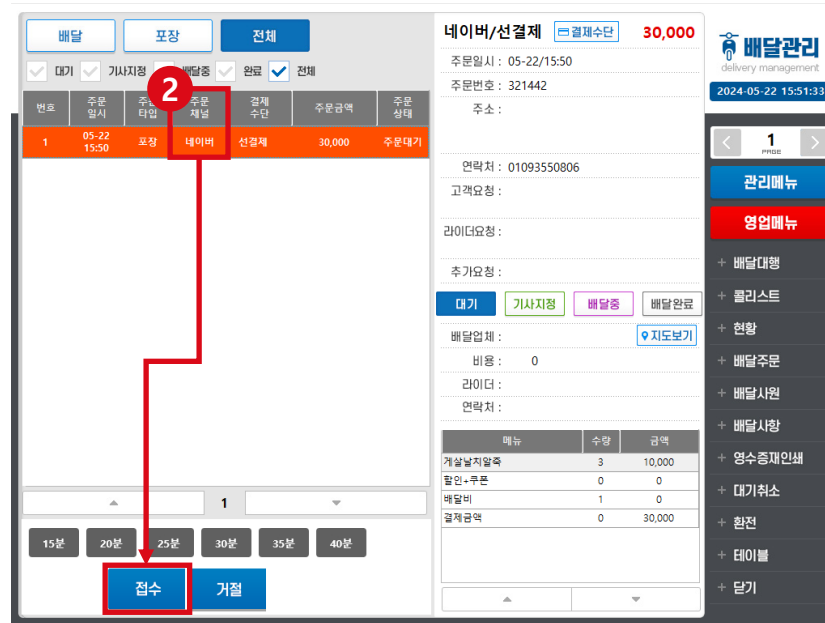 배달 포장 전체
대기 기사지정 배달중 완료 전체
2
번호 주문일시 주문타입 주문채널 결제수단 주문금액 주문상태
1 05-22 15:50 포장 네이버 선결제 30,000 주문대기
1
15분 20분 25분 30분 35분 40분
접수 거절
네이버/선결제 결제수단 30,000
주문일시 : 05-22/15:50
주문번호 : 321442
주소 :
연락처 : 01093550806
고객요청 :
라이더요청 :
추가요청 :
대기 기사지정 배달중 배달완료
배달업체 : 지도보기
비용 : 0
라이더 :
연락처 :
메뉴 수량 금액
게살날치알죽 3 10,000
할인+쿠폰 0 0
배달비 1 0
결제금액 0 30,000
배달관리
delivery management
2024-05-22 15:51:33
1
PAGE
관리메뉴
영업메뉴
+ 배달대행
+ 콜리스트
+ 현황
+ 배달주문
+ 배달사원
+ 배달사항
+ 영수증재인쇄
+ 대기취소
+ 환전
+ 테이블
+ 닫기